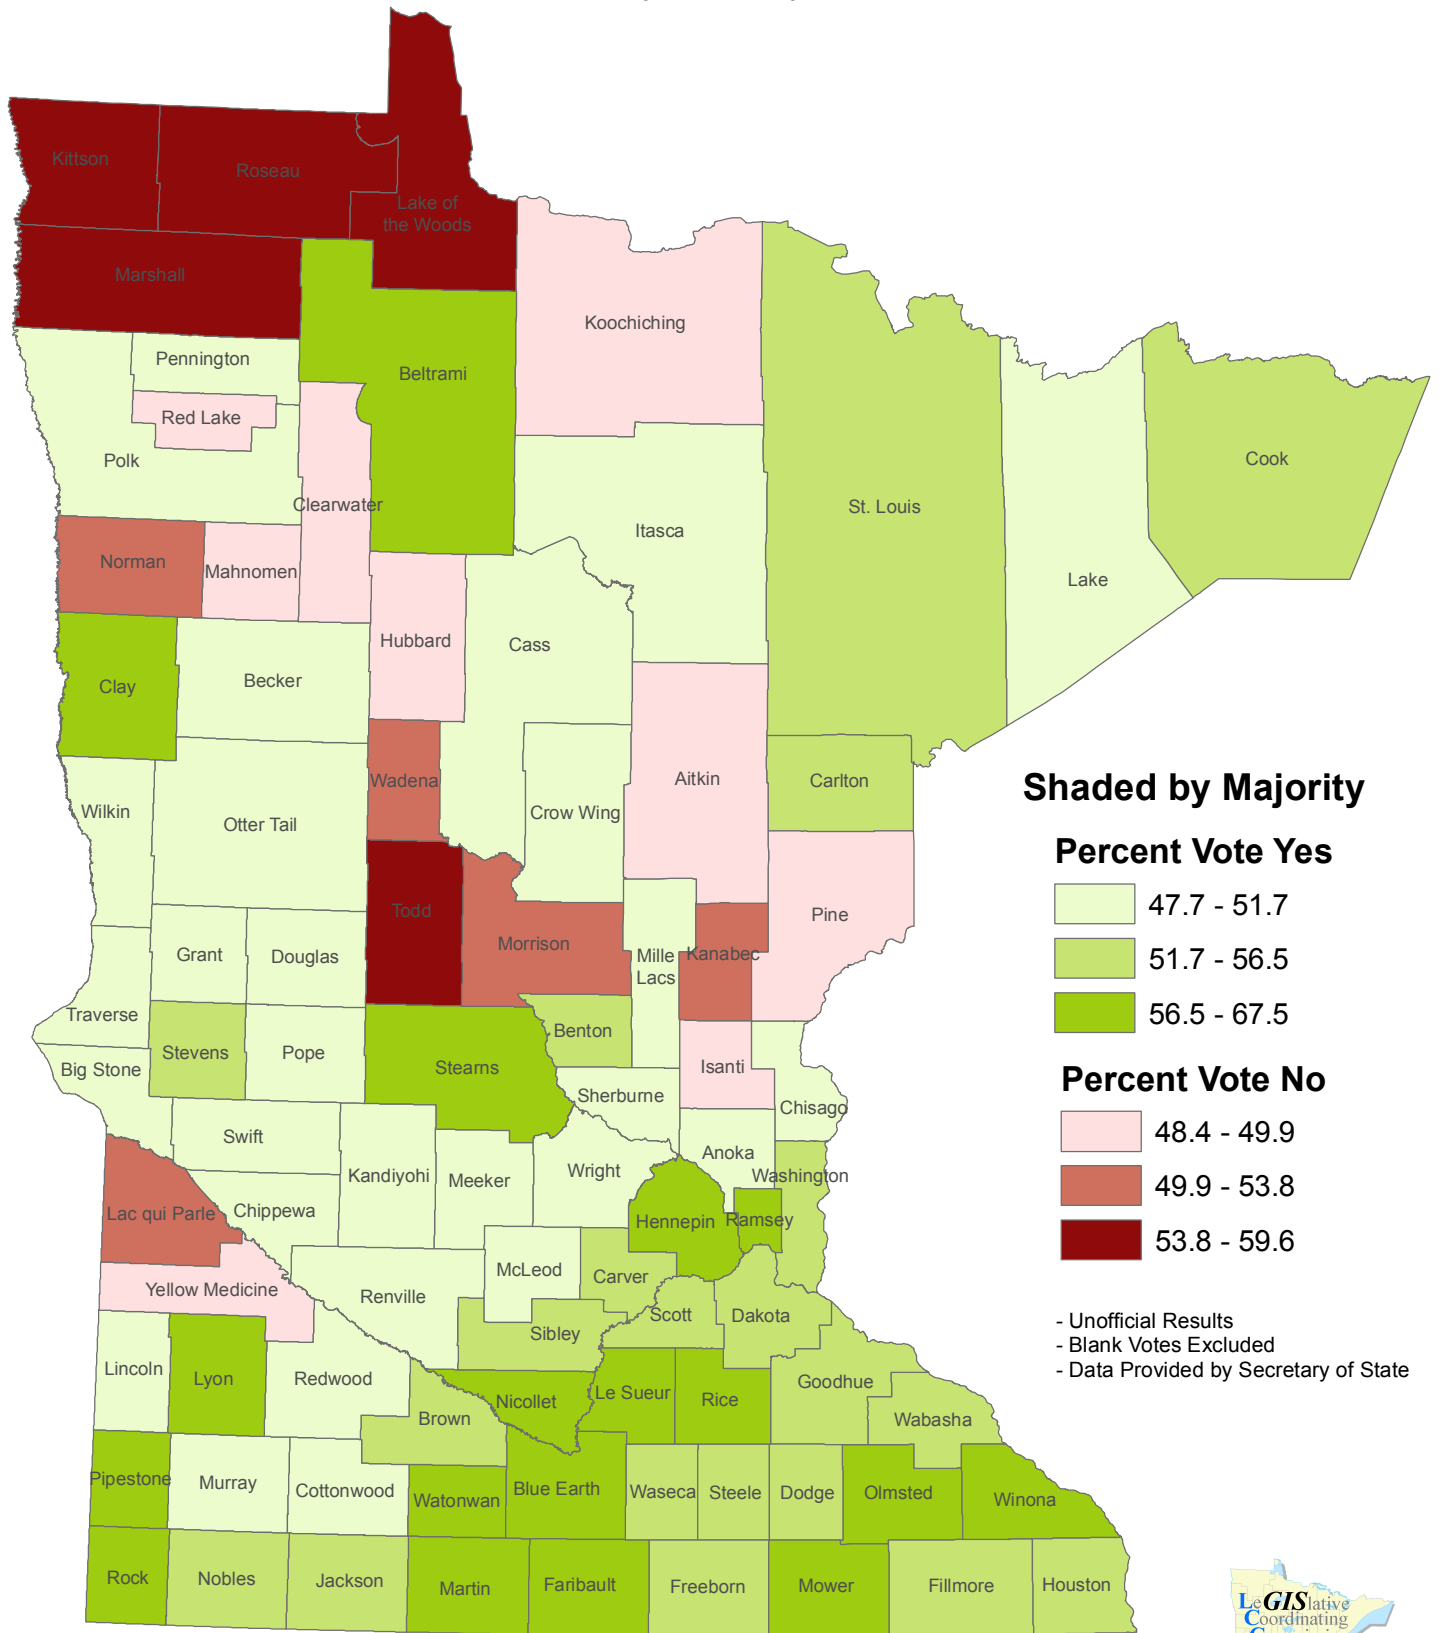 Kittson
Roseau
Lake of
the Woods
Marshall
Koochiching
Pennington
Beltrami
Red Lake
Polk
Cook
Clearwater
St. Louis
Itasca
Norman
Mahnomen
Lake
Hubbard
Cass
Becker
Clay
Wadena
Aitkin
Carlton
Wilkin
Crow Wing
Otter Tail
Shaded by Majority
Percent Vote Yes
47.7 - 51.7
51.7 - 56.5
56.5 - 67.5
Percent Vote No
48.4 - 49.9
49.9 - 53.8
53.8 - 59.6
- Unofficial Results
- Blank Votes Excluded
- Data Provided by Secretary of State
Todd
Pine
Morrison
Grant
Douglas
Mille
Lacs
Kanabec
Traverse
Benton
Stevens
Pope
Big Stone
Stearns
Isanti
Sherburne
Chisago
Swift
Anoka
Kandiyohi
Meeker
Wright
Washington
Lac qui Parle
Chippewa
Hennepin
Ramsey
McLeod
Carver
Yellow Medicine
Renville
Scott
Dakota
Sibley
Lincoln
Lyon
Redwood
Goodhue
Le Sueur
Rice
Nicollet
Brown
Wabasha
Pipestone
Murray
Cottonwood
Watonwan
Blue Earth
Waseca
Steele
Dodge
Olmsted
Winona
Rock
Nobles
Jackson
Martin
Faribault
Freeborn
Mower
Fillmore
Houston
LeGISlative
Coordinating